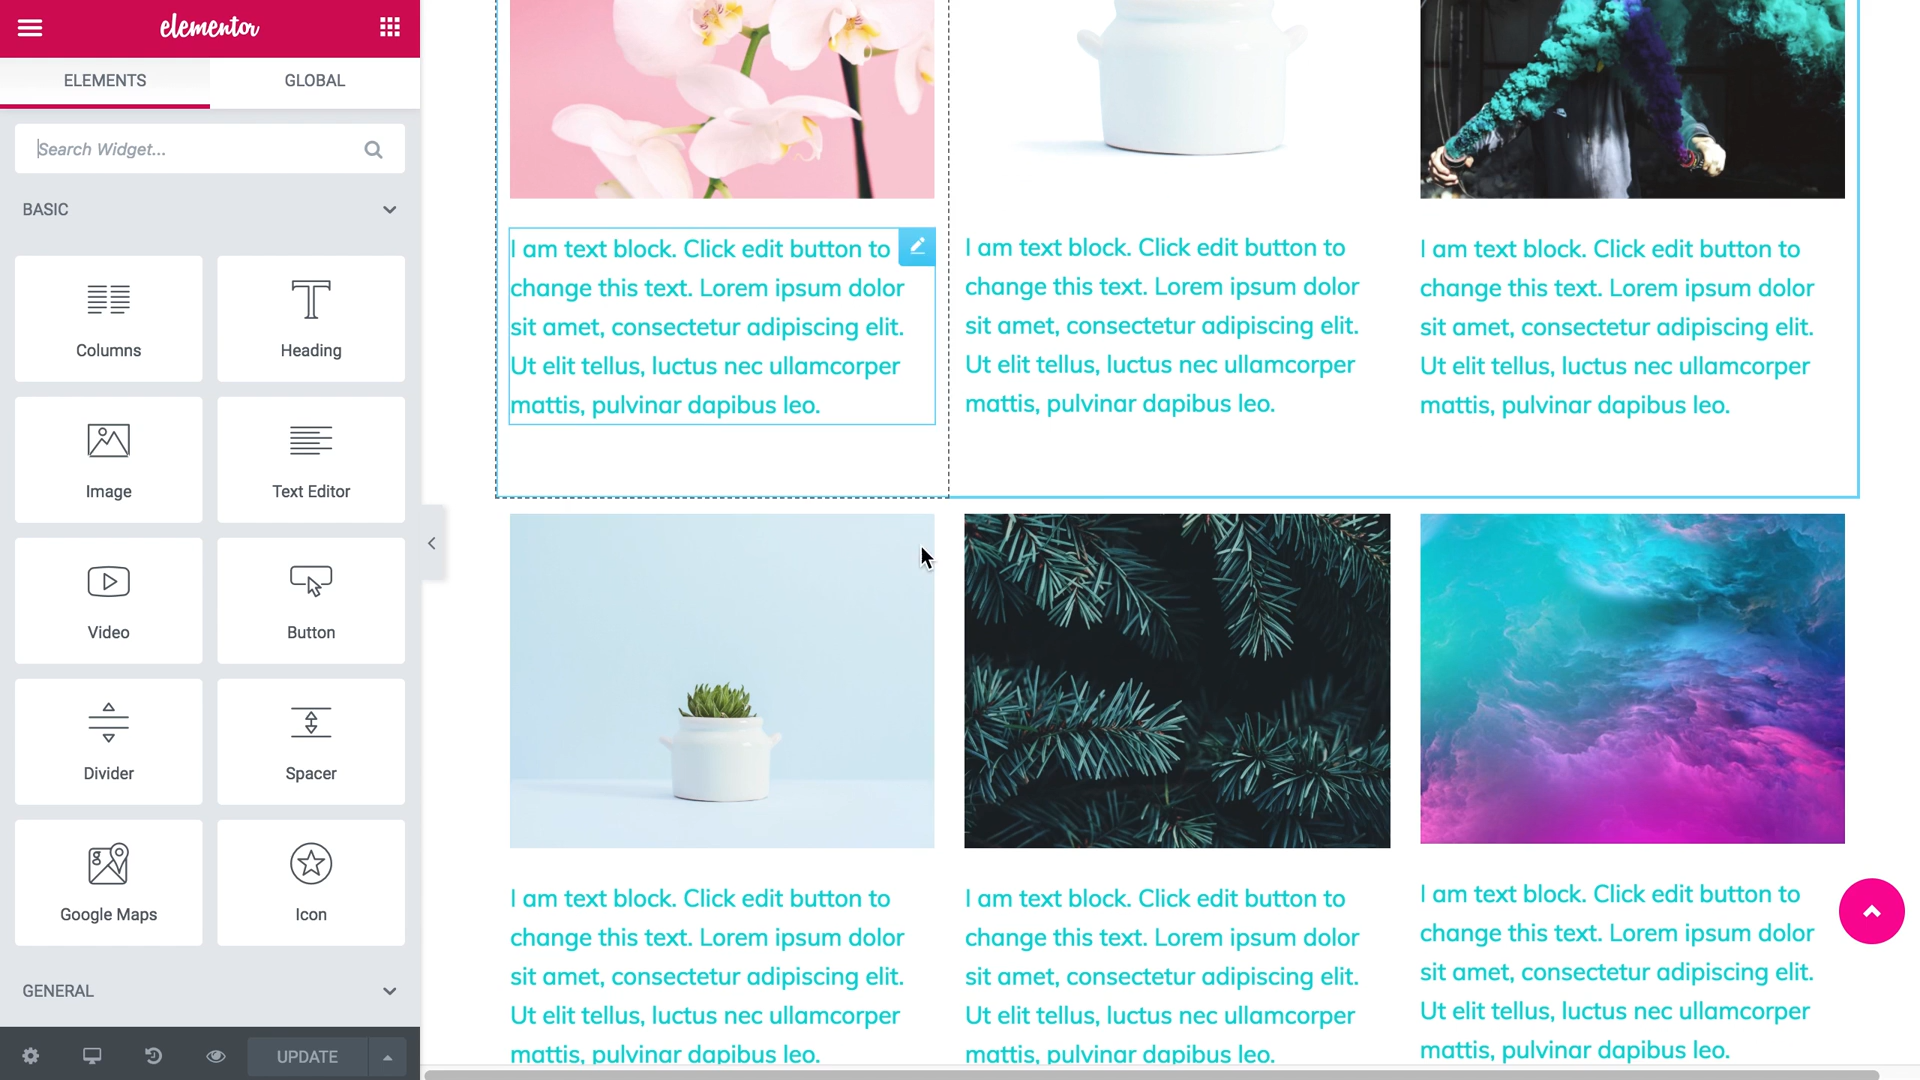 elementor
ELEMENTS
GLOBAL
Search Widget...
BASIC
Columns
Heading
Image
Text Editor
Video
Button
Divider
Spacer
Google Maps
Icon
GENERAL
UPDATE
I am text block. Click edit button to
change this text. Lorem ipsum dolor
sit amet, consectetur adipiscing elit.
Ut elit tellus, luctus nec ullamcorper
mattis, pulvinar dapibus leo.
I am text block. Click edit button to
change this text. Lorem ipsum dolor
sit amet, consectetur adipiscing elit.
Ut elit tellus, luctus nec ullamcorper
mattis, pulvinar dapibus leo.
I am text block. Click edit button to
change this text. Lorem ipsum dolor
sit amet, consectetur adipiscing elit.
Ut elit tellus, luctus nec ullamcorper
mattis, pulvinar dapibus leo.
I am text block. Click edit button to
change this text. Lorem ipsum dolor
sit amet, consectetur adipiscing elit.
Ut elit tellus, luctus nec ullamcorper
mattis, pulvinar dapibus leo.
I am text block. Click edit button to
change this text. Lorem ipsum dolor
sit amet, consectetur adipiscing elit.
Ut elit tellus, luctus nec ullamcorper
mattis, pulvinar dapibus leo.
I am text block. Click edit button to
change this text. Lorem ipsum dolor
sit amet, consectetur adipiscing elit.
Ut elit tellus, luctus nec ullamcorper
mattis, pulvinar dapibus leo.